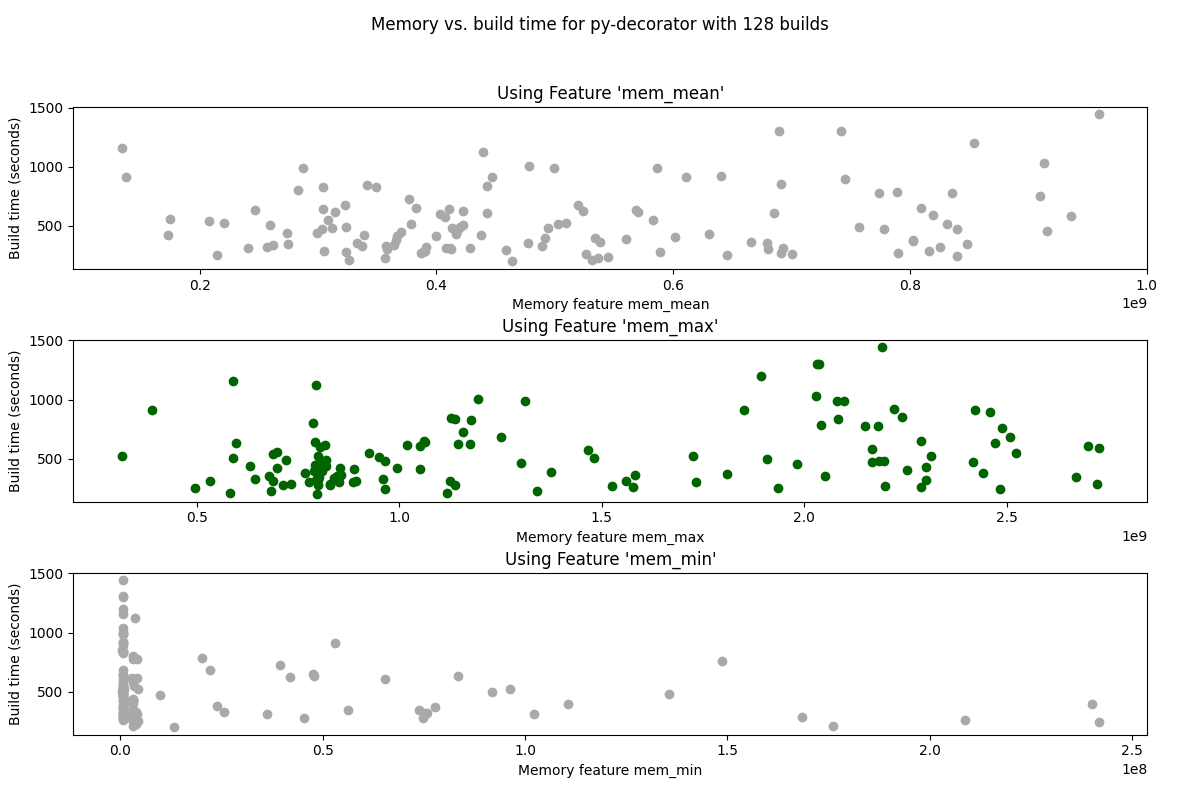 Memory vs. build time for py-decorator with 128 builds
Using Feature 'mem_mean'
Build time (seconds)
1500
1000
500
0.2 0.4 0.6 0.8 1.0
1e9
Memory feature mem_mean
Using Feature 'mem_max'
Build time (seconds)
1500
1000
500
0.5 1.0 1.5 2.0 2.5
1e9
Memory feature mem_max
Using Feature 'mem_min'
Build time (seconds)
1500
1000
500
0.0 0.5 1.0 1.5 2.0 2.5
1e8
Memory feature mem_min